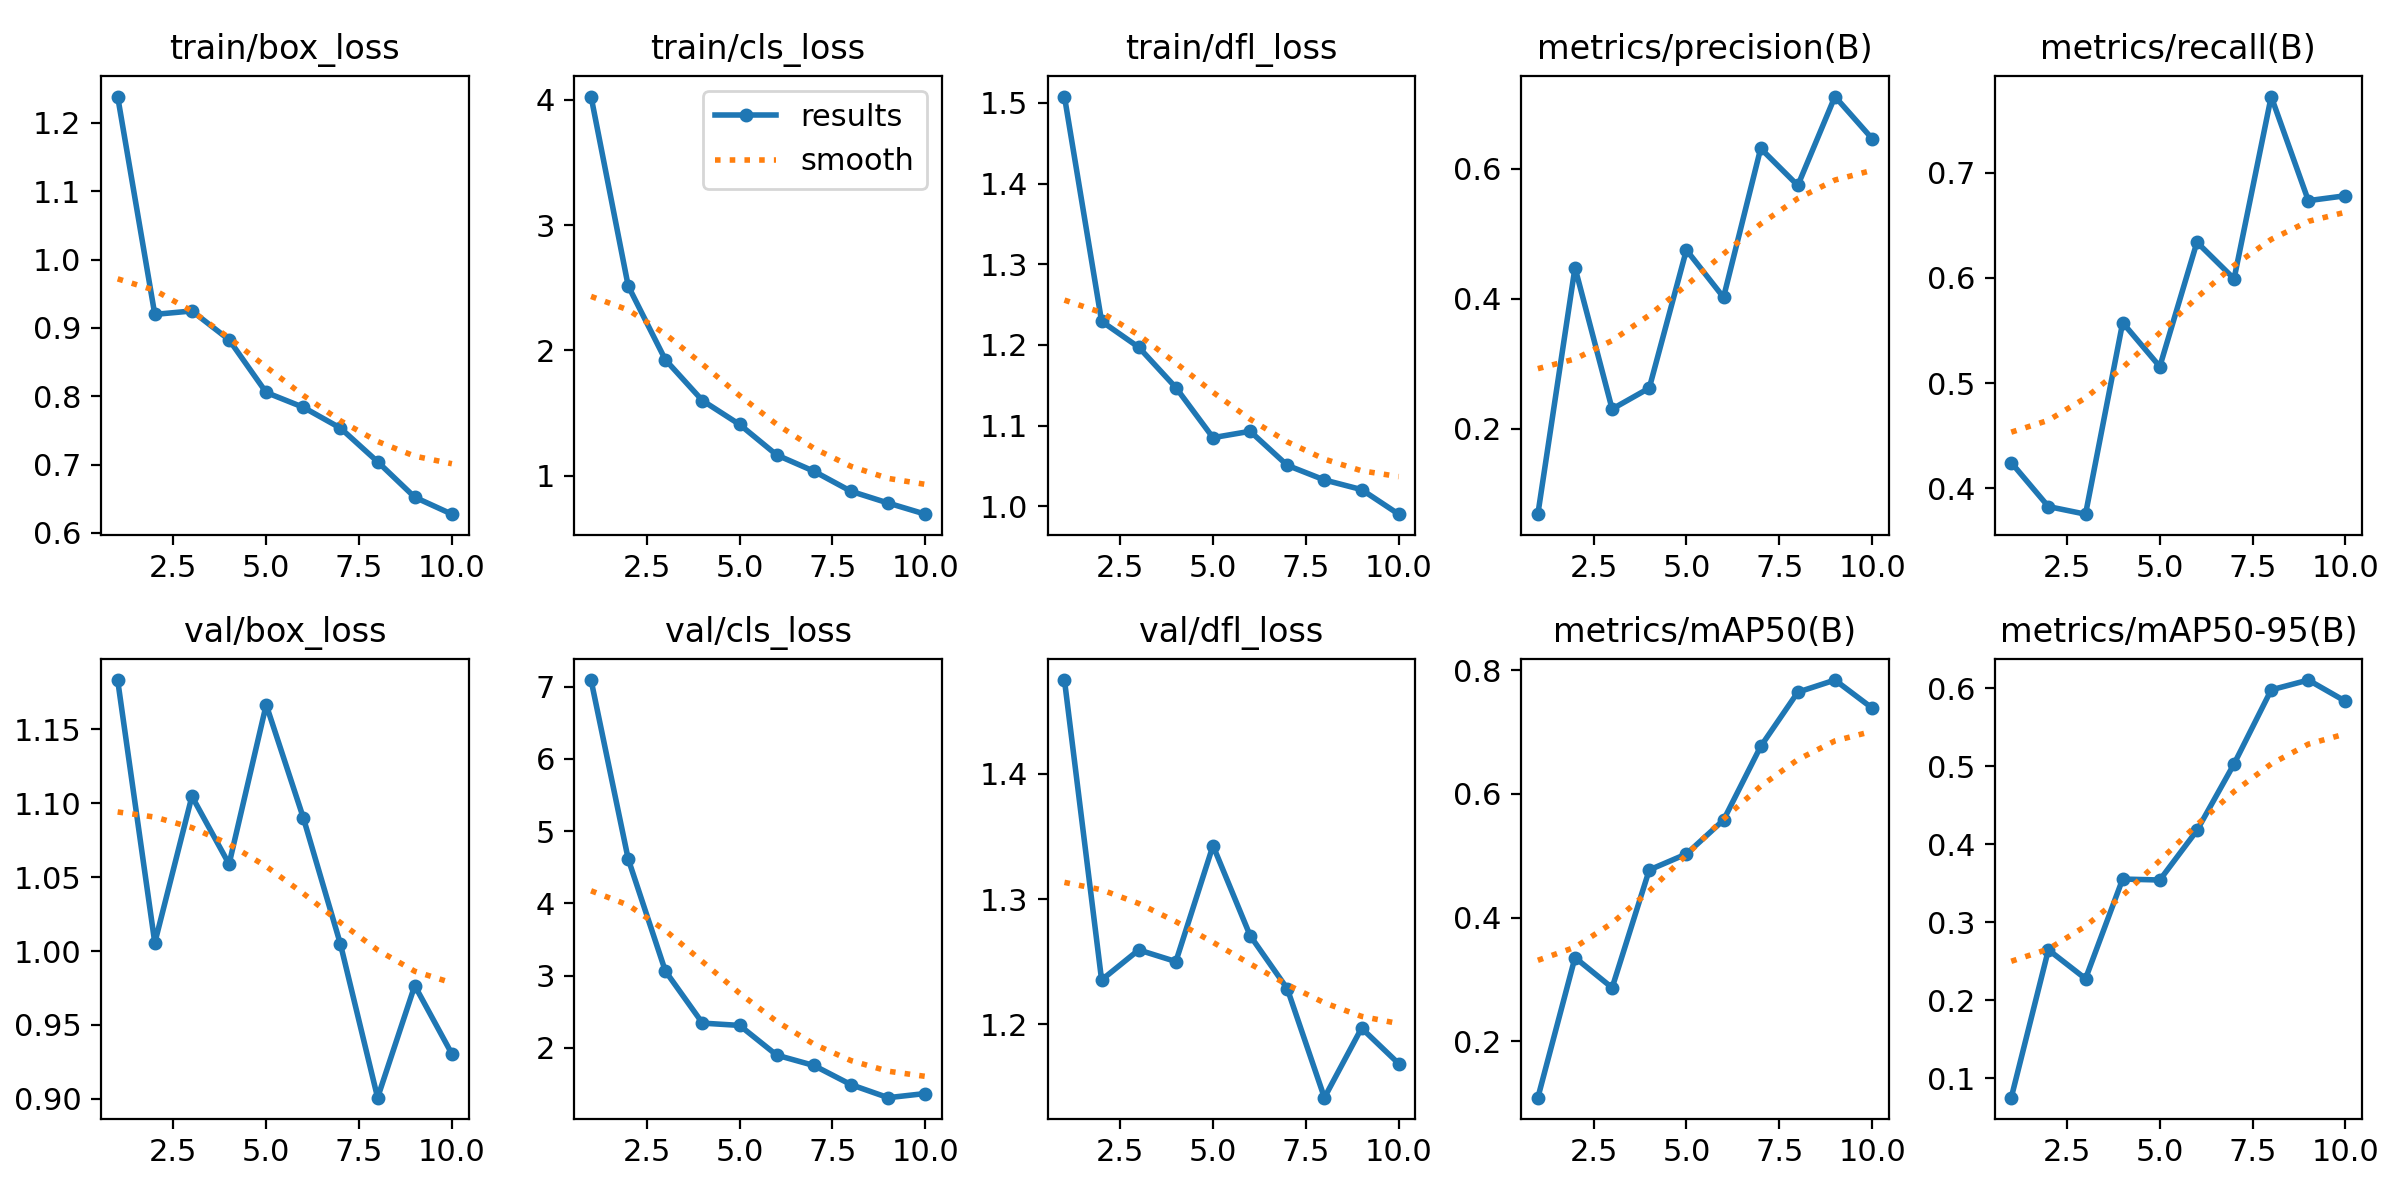 train/box_loss
train/cls_loss
train/dfl_loss
metrics/precision(B)
metrics/recall(B)
results
smooth
1.2
1.1
1.0
0.9
0.8
0.7
0.6
2.5 5.0 7.5 10.0
4
3
2
1
2.5 5.0 7.5 10.0
1.5
1.4
1.3
1.2
1.1
1.0
2.5 5.0 7.5 10.0
0.6
0.4
0.2
2.5 5.0 7.5 10.0
0.7
0.6
0.5
0.4
2.5 5.0 7.5 10.0
val/box_loss
val/cls_loss
val/dfl_loss
metrics/mAP50(B)
metrics/mAP50-95(B)
1.15
1.10
1.05
1.00
0.95
0.90
2.5 5.0 7.5 10.0
7
6
5
4
3
2
2.5 5.0 7.5 10.0
1.4
1.3
1.2
2.5 5.0 7.5 10.0
0.8
0.6
0.4
0.2
2.5 5.0 7.5 10.0
0.6
0.5
0.4
0.3
0.2
0.1
2.5 5.0 7.5 10.0